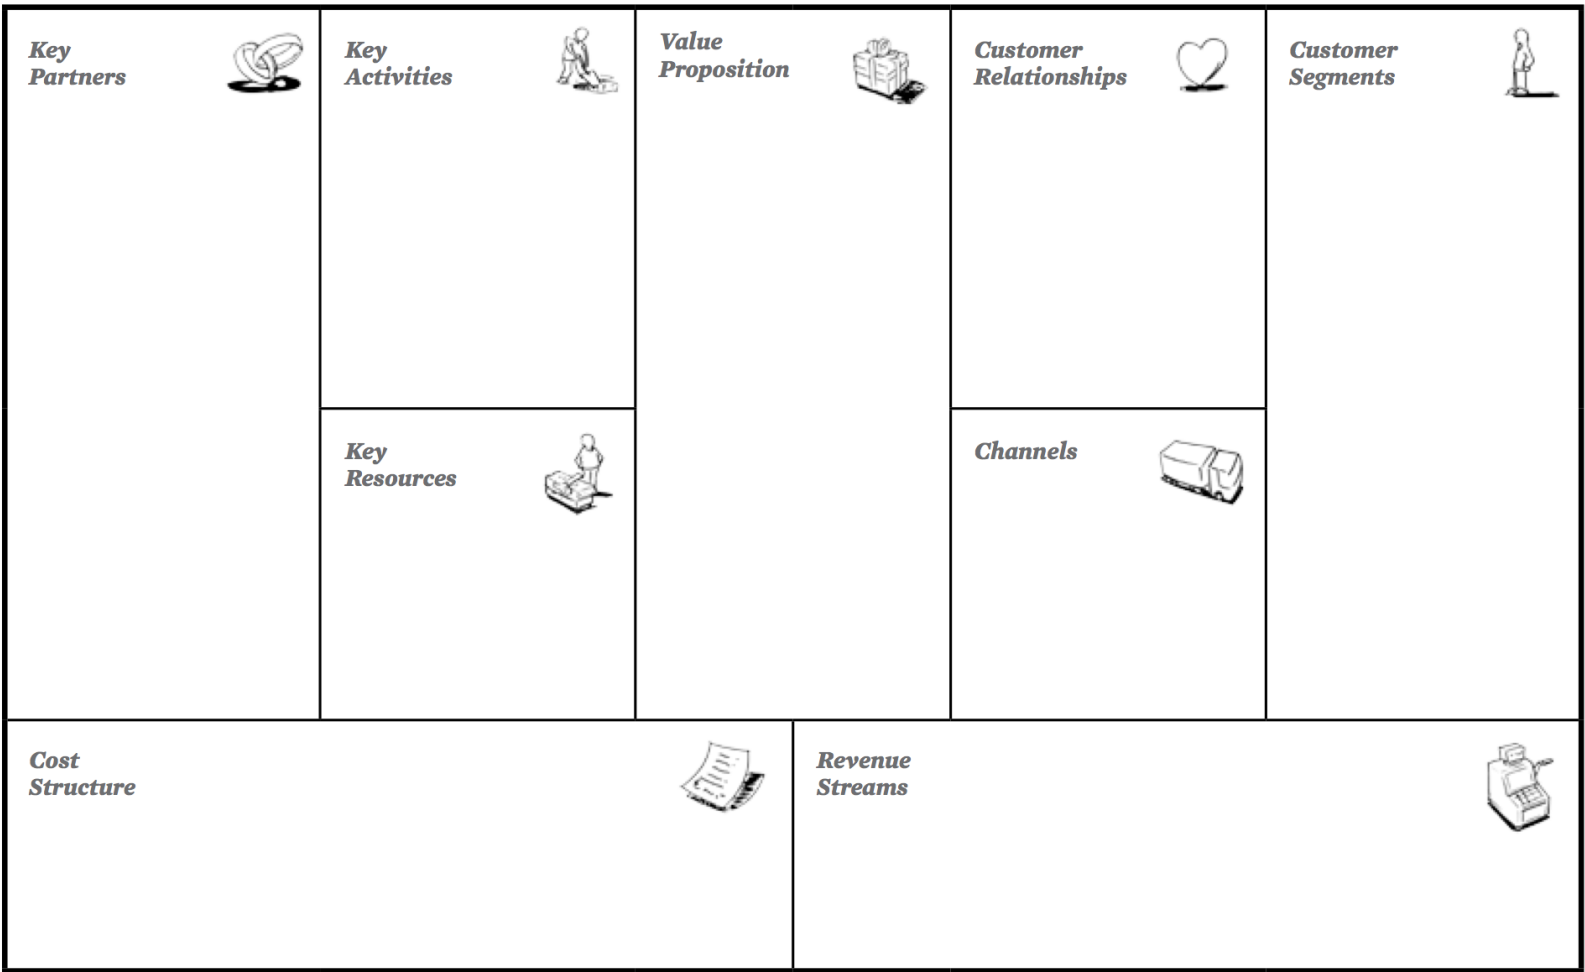 Key
Partners
Key
Activities
Value
Proposition
Customer
Relationships
Customer
Segments
Key
Resources
Channels
Cost
Structure
Revenue
Streams